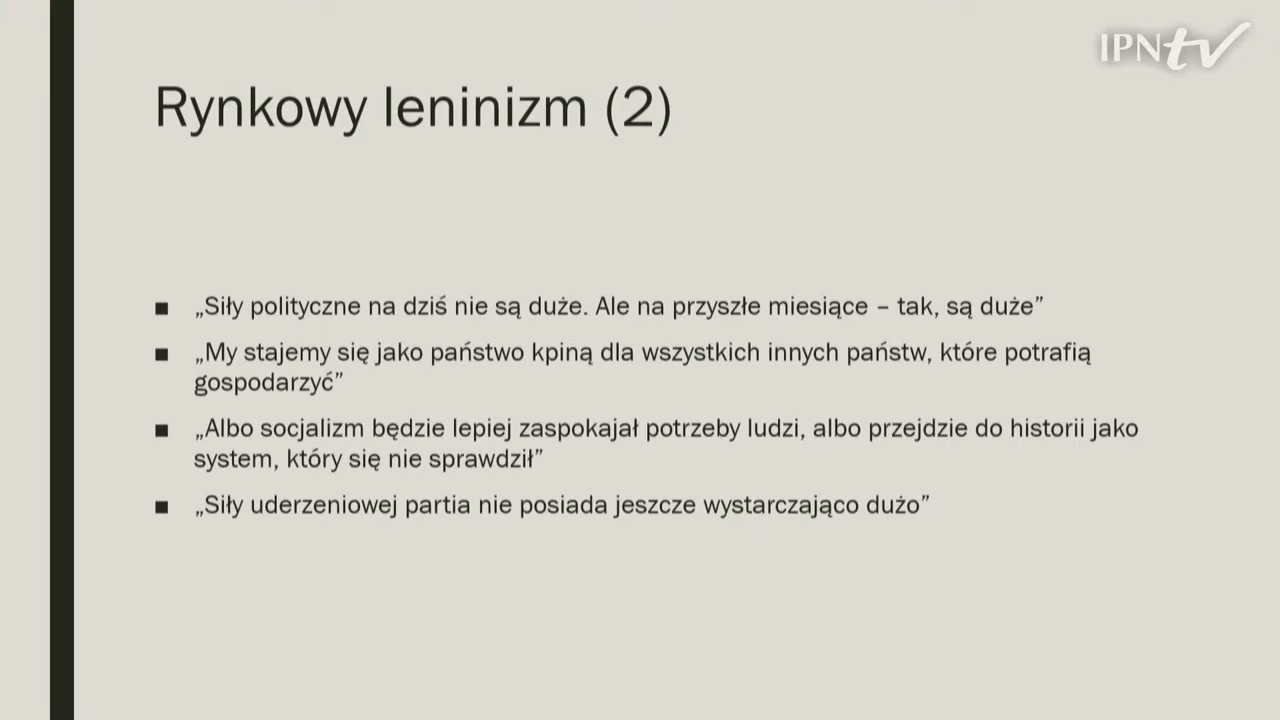 IPNtv
Rynkowy leninizm (2)
■ „Siły polityczne na dziś nie są duże. Ale na przyszłe miesiące – tak, są duże”
■ „My stajemy się jako państwo kpiną dla wszystkich innych państw, które potrafią
gospodarzyć”
■ „Albo socjalizm będzie lepiej zaspokajał potrzeby ludzi, albo przejdzie do historii jako
system, który się nie sprawdził”
■ „Siły uderzeniowej partia nie posiada jeszcze wystarczająco dużo”